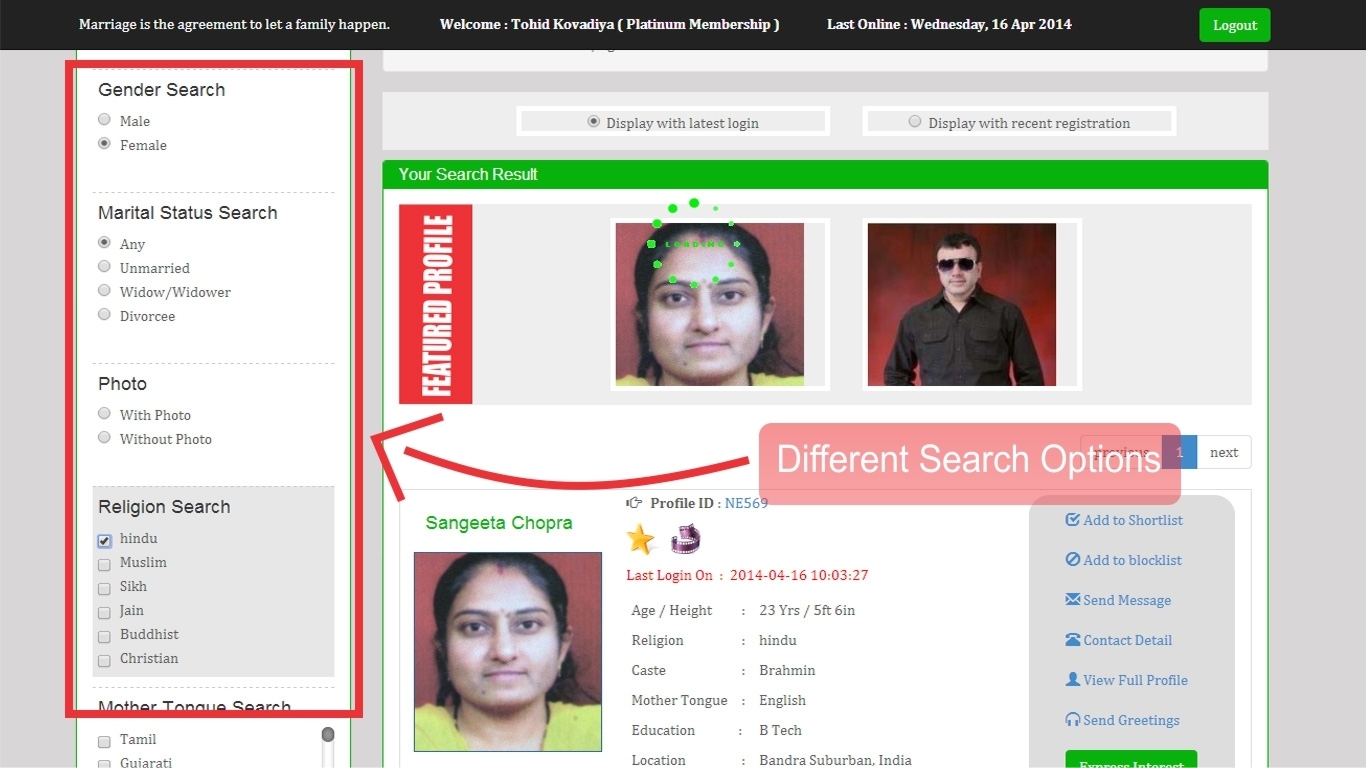 Marriage is the agreement to let a family happen.
Welcome : Tohid Kovadiya ( Platinum Membership )
Last Online : Wednesday, 16 Apr 2014
Logout
Gender Search
Male
Female
Marital Status Search
Any
Unmarried
Widow/Widower
Divorcee
Photo
With Photo
Without Photo
Religion Search
hindu
Muslim
Sikh
Jain
Buddhist
Christian
Mother Tongue Search
Tamil
Gujarati
Display with latest login
Display with recent registration
Your Search Result
FEATURED PROFILE
LOADING
Different Search Options
previous 1 next
Sangeeta Chopra
Profile ID : NE569
Last Login On : 2014-04-16 10:03:27
Age / Height : 23 Yrs / 5ft 6in
Religion : hindu
Caste : Brahmin
Mother Tongue : English
Education : B Tech
Location : Bandra Suburban, India
Add to Shortlist
Add to blocklist
Send Message
Contact Detail
View Full Profile
Send Greetings
Express Interest